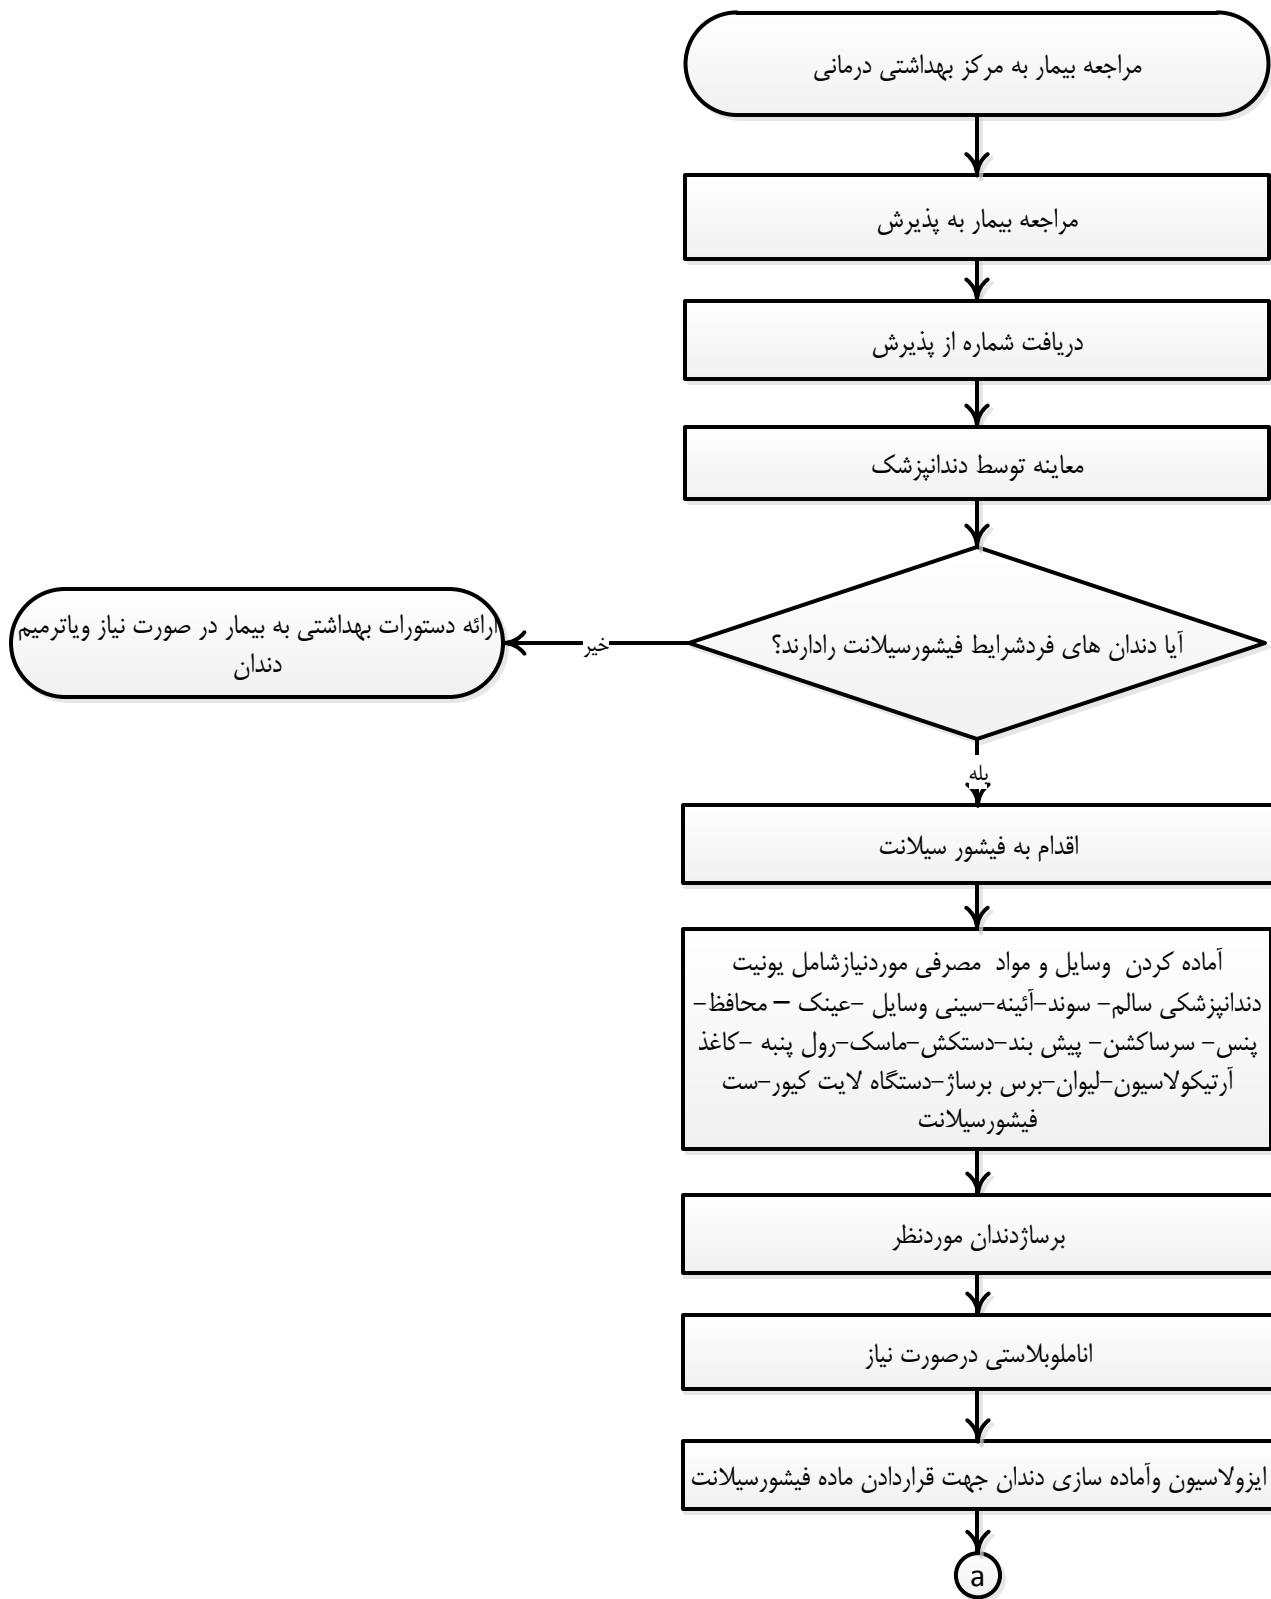 مراجعه بیمار به مرکز بهداشتی درمانی
مراجعه بیمار به پذیرش
دریافت شماره از پذیرش
معاینه توسط دندانپزشک
آیا دندان های فردشرایط فیشورسیلانت رادارند؟
خیر
ارائه دستورات بهداشتی به بیمار در صورت نیاز ویاترمیم
دندان
بله
اقدام به فیشور سیلانت
آماده کردن وسایل و مواد مصرفی موردنیازشامل یونیت
دندانپزشکی سالم- سوند-آئینه-سینی وسایل -عینک – محافظ-
پنس- سرساکشن- پیش بند-دستکش-ماسک-رول پنبه -کاغذ
آرتیکولاسیون-لیوان-برس برساژ-دستگاه لایت کیور-ست
فیشورسیلانت
برساژدندان موردنظر
اناملوبلاستی درصورت نیاز
ایزولاسیون وآماده سازی دندان جهت قراردادن ماده فیشورسیلانت
a